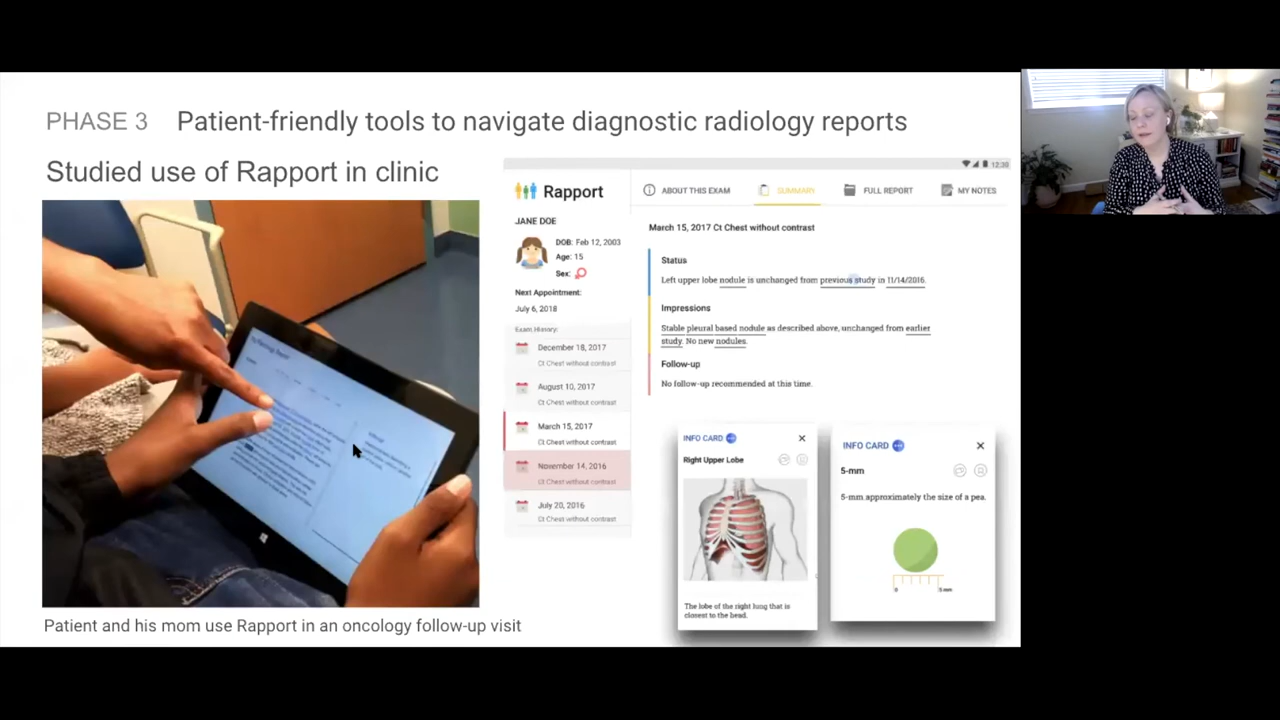 PHASE 3 Patient-friendly tools to navigate diagnostic radiology reports
Studied use of Rapport in clinic
Patient and his mom use Rapport in an oncology follow-up visit
12:30
Rapport
JANE DOE
DOB: Feb 12, 2003
Age: 15
Sex:
Next Appointment:
July 6, 2018
Exam History:
December 18, 2017
Ct Chest without contrast
August 10, 2017
Ct Chest without contrast
March 15, 2017
Ct Chest without contrast
November 14, 2016
Ct Chest without contrast
July 20, 2016
Ct Chest without contrast
ABOUT THIS EXAM SUMMARY FULL REPORT MY NOTES
March 15, 2017 Ct Chest without contrast
Status
Left upper lobe nodule is unchanged from previous study in 11/14/2016.
Impressions
Stable pleural based nodule as described above, unchanged from earlier
study. No new nodules.
Follow-up
No follow-up recommended at this time.
INFO CARD
Right Upper Lobe
The lobe of the right lung that is
closest to the head.
INFO CARD
5-mm
5-mm approximately the size of a pea.
0 5 mm